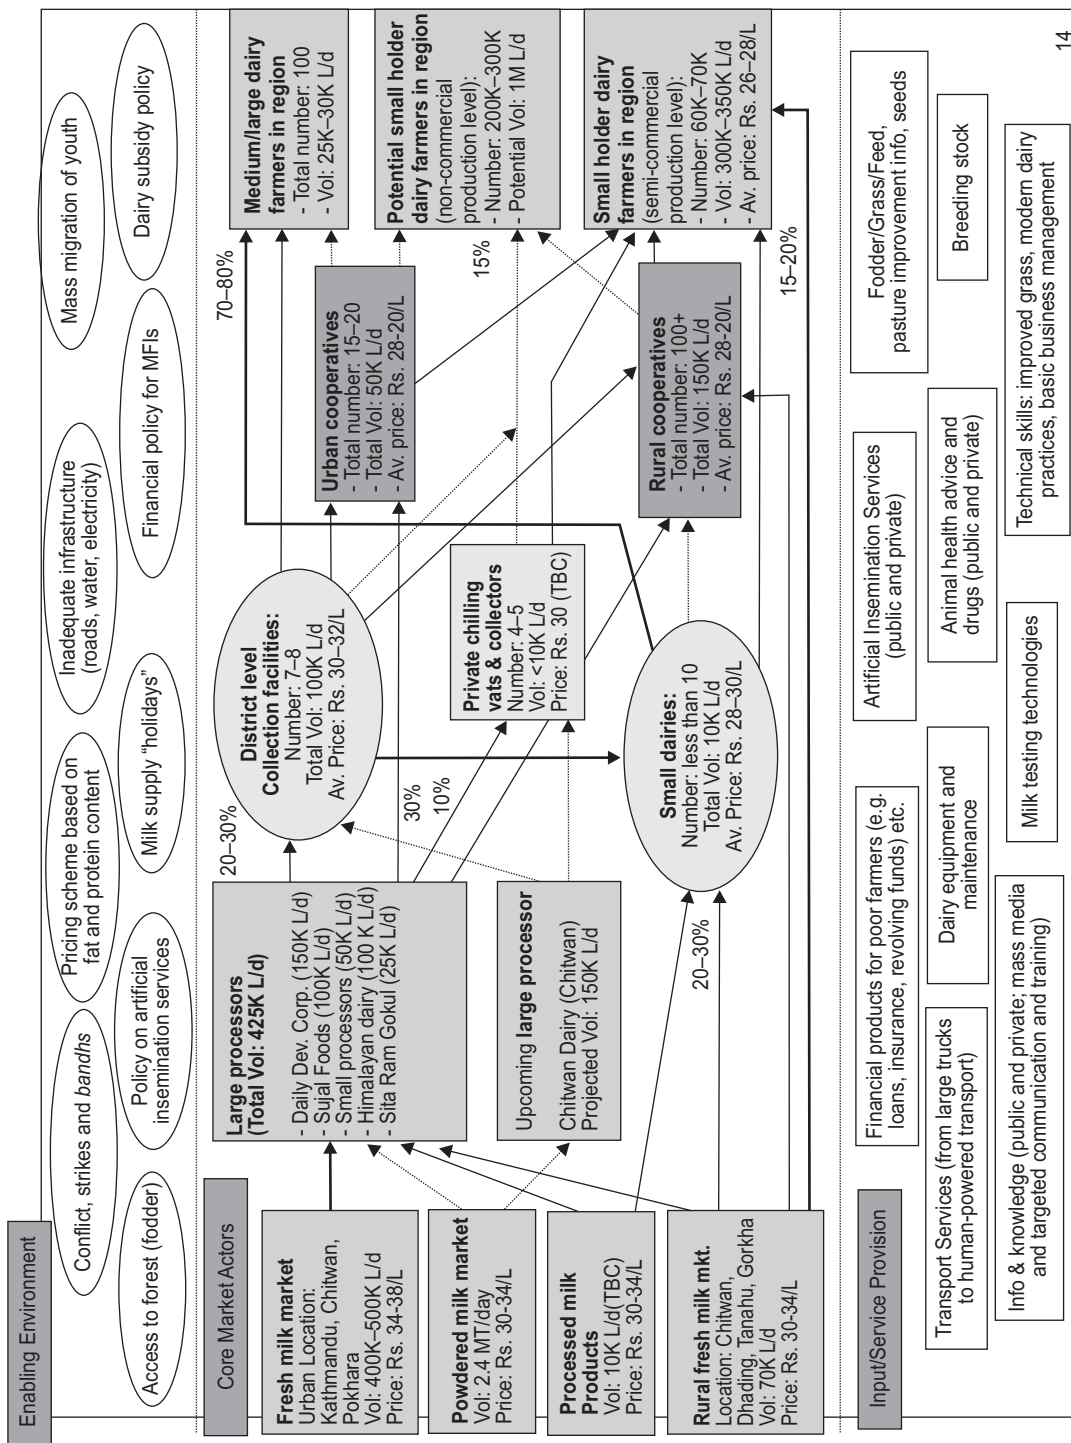 Enabling Environment
Conflict, strikes and bandhs
Pricing scheme based on
fat and protein content
Inadequate infrastructure
(roads, water, electricity)
Mass migration of youth
Access to forest (fodder)
Policy on artificial
insemination services
Milk supply “holidays”
Financial policy for MFIs
Dairy subsidy policy
Core Market Actors
Fresh milk market
Urban Location:
Kathmandu, Chitwan,
Pokhara
Vol: 400K–500K L/d
Price: Rs. 34-38/L
Powdered milk market
Vol: 2.4 MT/day
Price: Rs. 30-34/L
Processed milk
Products
Vol: 10K L/d(TBC)
Price: Rs. 30-34/L
Rural fresh milk mkt.
Location: Chitwan,
Dhading, Tanahu, Gorkha
Vol: 70K L/d
Price: Rs. 30-34/L
Large processors
(Total Vol: 425K L/d)
- Daily Dev. Corp. (150K L/d)
- Sujal Foods (100K L/d)
- Small processors (50K L/d)
- Himalayan dairy (100 K L/d)
- Sita Ram Gokul (25K L/d)
Upcoming large processor
Chitwan Dairy (Chitwan)
Projected Vol: 150K L/d
20–30%
30%
10%
20–30%
District level
Collection facilities:
Number: 7–8
Total Vol: 100K L/d
Av. Price: Rs. 30–32/L
Private chilling
vats & collectors
Number: 4–5
Vol: <10K L/d
Price: Rs. 30 (TBC)
Small dairies:
Number: less than 10
Total Vol: 10K L/d
Av. Price: Rs. 28–30/L
Urban cooperatives
- Total number: 15–20
- Total Vol: 50K L/d
- Av. price: Rs. 28-20/L
Rural cooperatives
- Total number: 100+
- Total Vol: 150K L/d
- Av. price: Rs. 28-20/L
70–80%
15%
15–20%
Medium/large dairy
farmers in region
- Total number: 100
- Vol: 25K–30K L/d
Potential small holder
dairy farmers in region
(non-commercial
production level):
- Number: 200K–300K
- Potential Vol: 1M L/d
Small holder dairy
farmers in region
(semi-commercial
production level):
- Number: 60K–70K
- Vol: 300K–350K L/d
- Av. price: Rs. 26–28/L
Input/Service Provision
Financial products for poor farmers (e.g.
loans, insurance, revolving funds) etc.
Artificial Insemination Services
(public and private)
Fodder/Grass/Feed,
pasture improvement info, seeds
Transport Services (from large trucks
to human-powered transport)
Dairy equipment and
maintenance
Animal health advice and
drugs (public and private)
Breeding stock
Info & knowledge (public and private; mass media
and targeted communication and training)
Milk testing technologies
Technical skills: improved grass, modern dairy
practices, basic business management
14